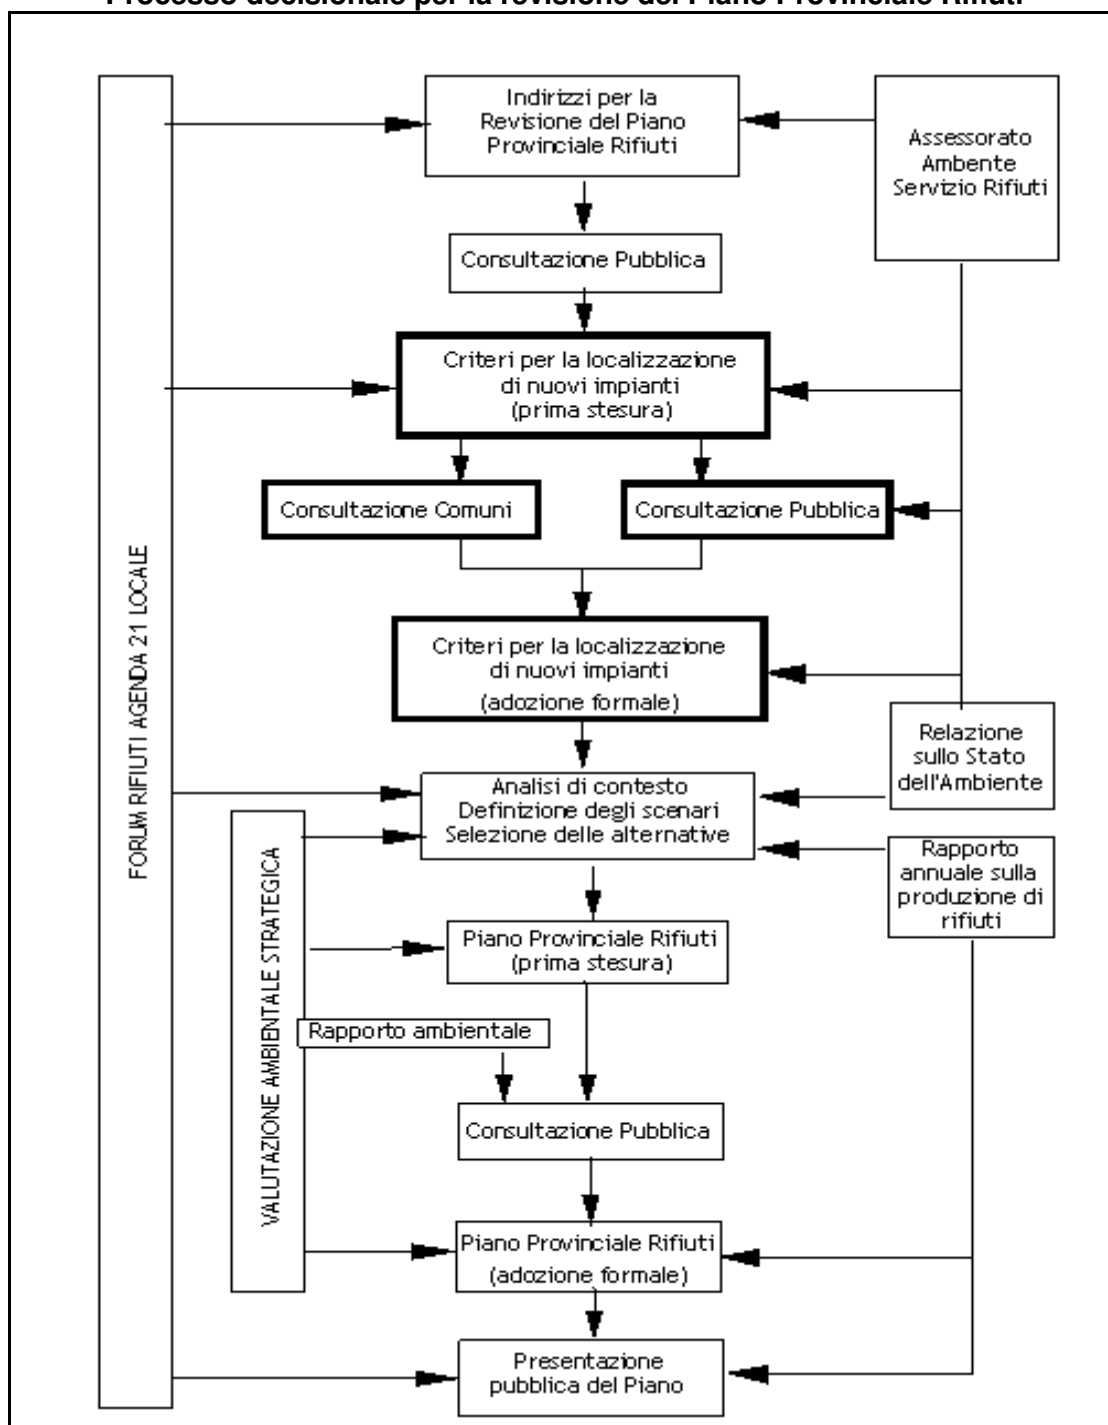 Processo decisionale per la revisione del Piano Provinciale Rifiuti
Indirizzi per la
Revisione del Piano
Provinciale Rifiuti
Assessorato
Ambente
Servizio Rifiuti
Consultazione Pubblica
Criteri per la localizzazione
di nuovi impianti
(prima stesura)
Consultazione Comuni
Consultazione Pubblica
FORUM RIFIUTI AGENDA 21 LOCALE
Criteri per la localizzazione
di nuovi impianti
(adozione formale)
Relazione
sullo Stato
dell'Ambiente
Analisi di contesto
Definizione degli scenari
Selezione delle alternative
Rapporto
annuale sulla
produzione di
rifiuti
VALUTAZIONE AMBIENTALE STRATEGICA
Piano Provinciale Rifiuti
(prima stesura)
Rapporto ambientale
Consultazione Pubblica
Piano Provinciale Rifiuti
(adozione formale)
Presentazione
pubblica del Piano